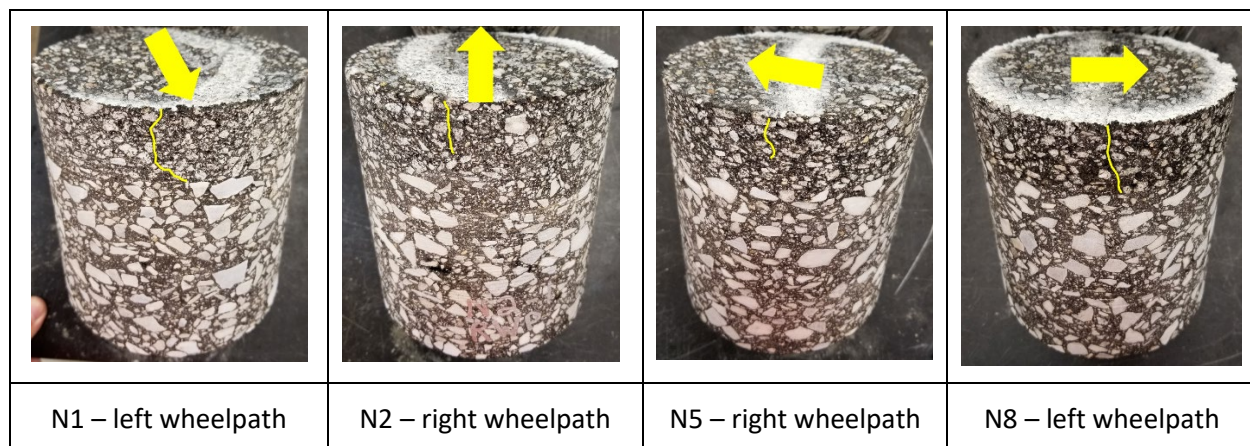 N1 – left wheelpath
N2 – right wheelpath
N5 – right wheelpath
N8 – left wheelpath